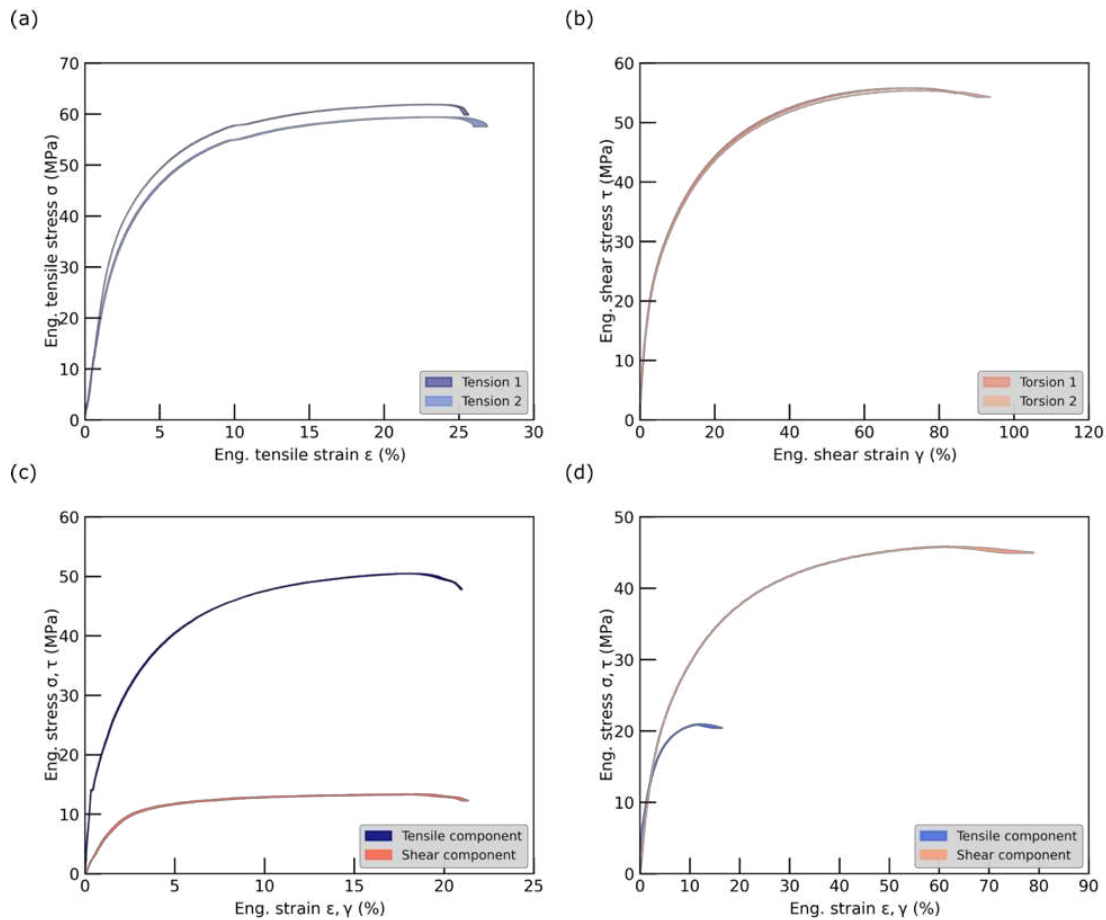 (a)
70
60
50
40
30
20
10
0
Eng. tensile stress σ (MPa)
Tension 1
Tension 2
0 5 10 15 20 25 30
Eng. tensile strain ε (%)
(b)
60
50
40
30
20
10
0
Eng. shear stress τ (MPa)
Torsion 1
Torsion 2
0 20 40 60 80 100 120
Eng. shear strain γ (%)
(c)
60
50
40
30
20
10
0
Eng. stress σ, τ (MPa)
Tensile component
Shear component
0 5 10 15 20 25
Eng. strain ε, γ (%)
(d)
50
40
30
20
10
0
Eng. stress σ, τ (MPa)
Tensile component
Shear component
0 10 20 30 40 50 60 70 80 90
Eng. strain ε, γ (%)